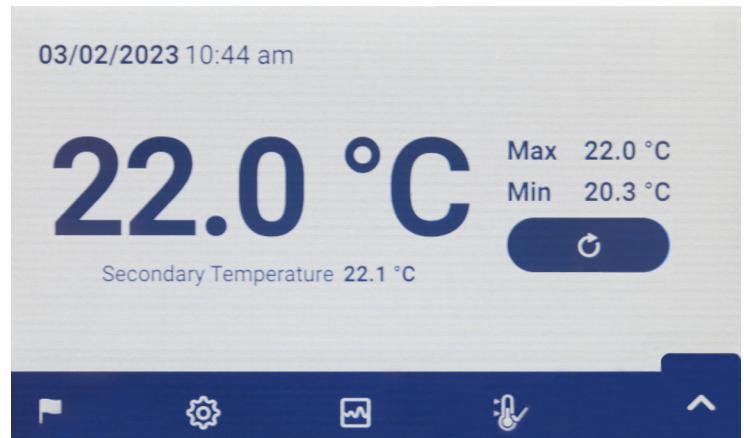 03/02/2023 10:44 am
22.0 °C
Max 22.0 °C
Min 20.3 °C
Secondary Temperature 22.1 °C